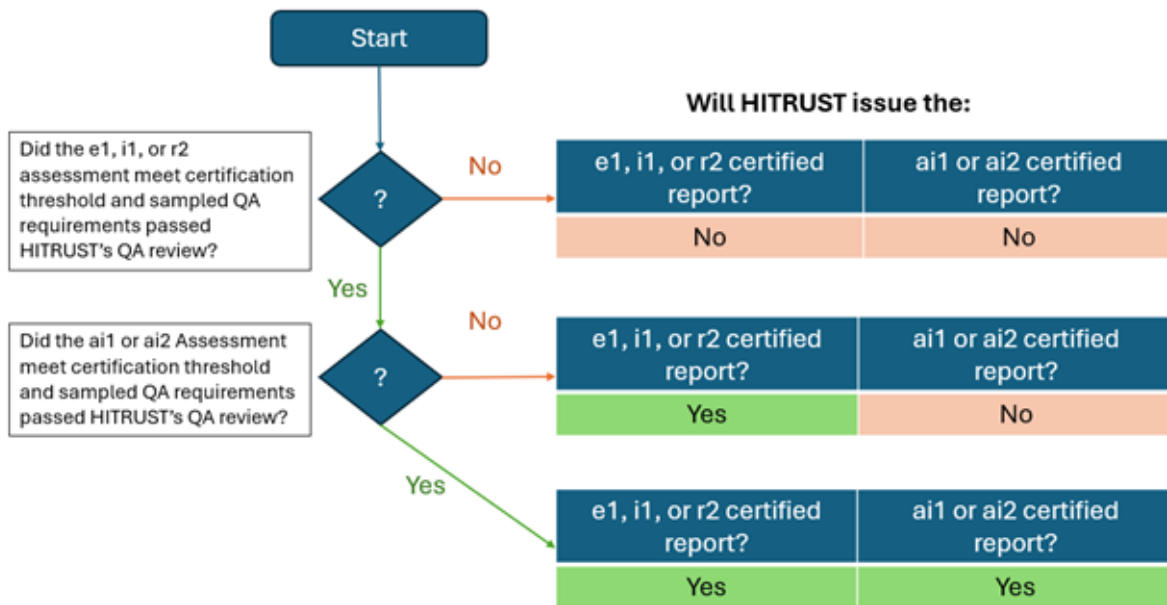 Start
Will HITRUST issue the:
Did the e1, i1, or r2
assessment meet certification
threshold and sampled QA
requirements passed
HITRUST's QA review?
?
No
e1, i1, or r2 certified
report?
ai1 or ai2 certified
report?
No
No
Yes
Did the ai1 or ai2 Assessment
meet certification threshold
and sampled QA requirements
passed HITRUST's QA review?
?
No
e1, i1, or r2 certified
report?
ai1 or ai2 certified
report?
Yes
No
Yes
e1, i1, or r2 certified
report?
ai1 or ai2 certified
report?
Yes
Yes